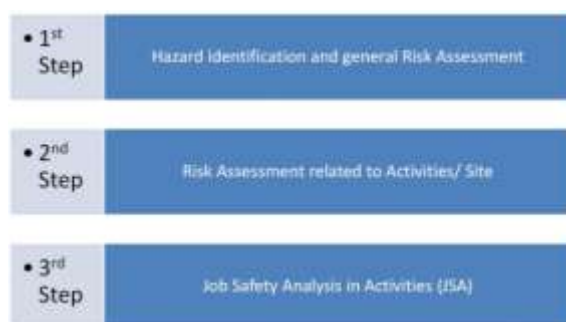 • 1st
Step
Hazard Identification and general Risk Assessment
• 2nd
Step
Risk Assessment related to Activities/ Site
• 3rd
Step
Job Safety Analysis in Activities (JSA)